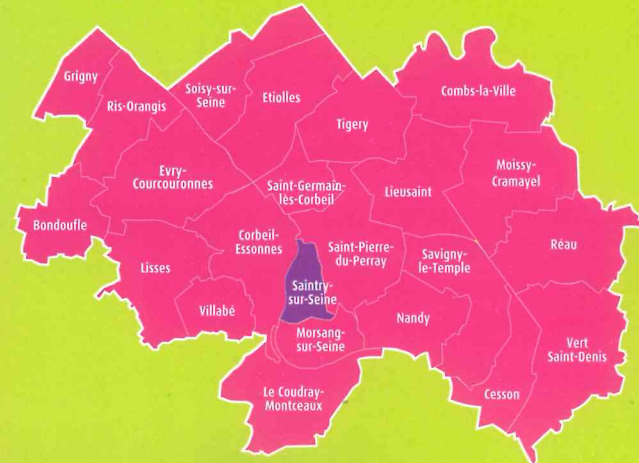 Grigny
Ris-Orangis
Soisy-sur-
Seine
Etiolles
Tigery
Combs-la-Ville
Evry-
Courcouronnes
Saint-Germain-
lès-Corbeil
Lieusaint
Moissy-
Cramayel
Bondoufle
Lisses
Corbeil-
Essonnes
Saint-Pierre-
du-Perray
Savigny-
le-Temple
Réau
Villabé
Saintry-
sur-Seine
Morsang-
sur-Seine
Nandy
Vert
Saint-Denis
Le Coudray-
Montceaux
Cesson